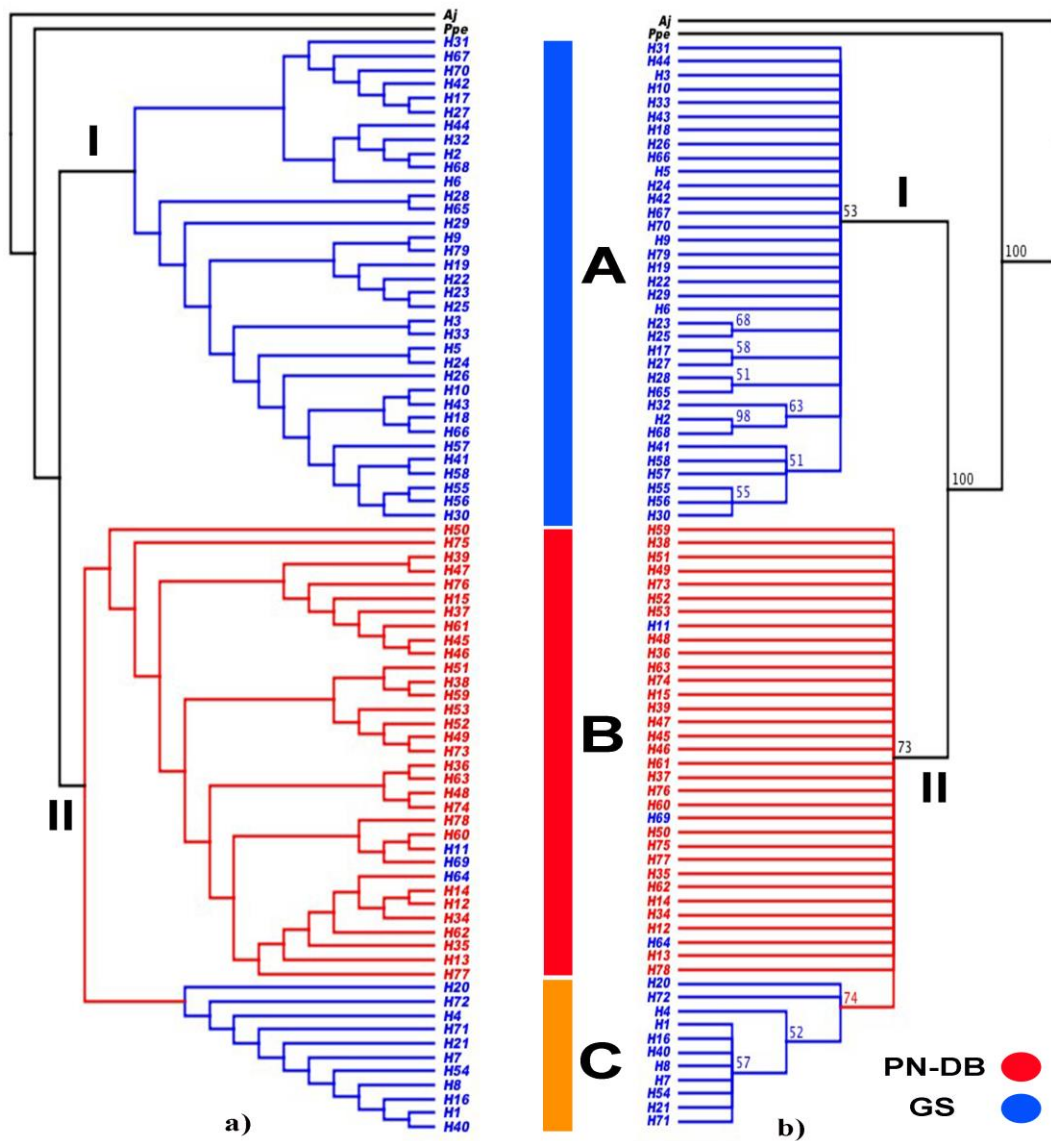 Aj
Ppe
H31
H67
H70
H42
H17
H27
H44
H32
H2
H68
H6
H28
H65
H29
H9
H79
H19
H22
H23
H25
H3
H33
H5
H24
H26
H10
H43
H18
H66
H57
H41
H58
H55
H56
H30
H50
H75
H39
H47
H76
H15
H37
H61
H45
H46
H51
H38
H59
H53
H52
H49
H73
H36
H63
H48
H74
H78
H60
H11
H69
H64
H14
H12
H34
H62
H35
H13
H77
H20
H72
H4
H71
H21
H7
H54
H8
H16
H1
H40
I
II
a)
A
B
C
Aj
Ppe
H31
H44
H3
H10
H33
H43
H18
H26
H66
H5
H24
H42
H67
H70
H9
H79
H19
H22
H29
H6
H23
H25
H17
H27
H28
H65
H32
H2
H68
H41
H58
H57
H55
H56
H30
H59
H38
H51
H49
H73
H52
H53
H11
H48
H36
H63
H74
H15
H39
H47
H45
H46
H61
H37
H76
H60
H69
H50
H75
H77
H35
H62
H14
H34
H12
H64
H13
H78
H20
H72
H4
H1
H16
H40
H8
H7
H54
H21
H71
I
53
100
68
58
51
63
98
51
55
100
73
II
74
52
57
b)
PN-DB
GS